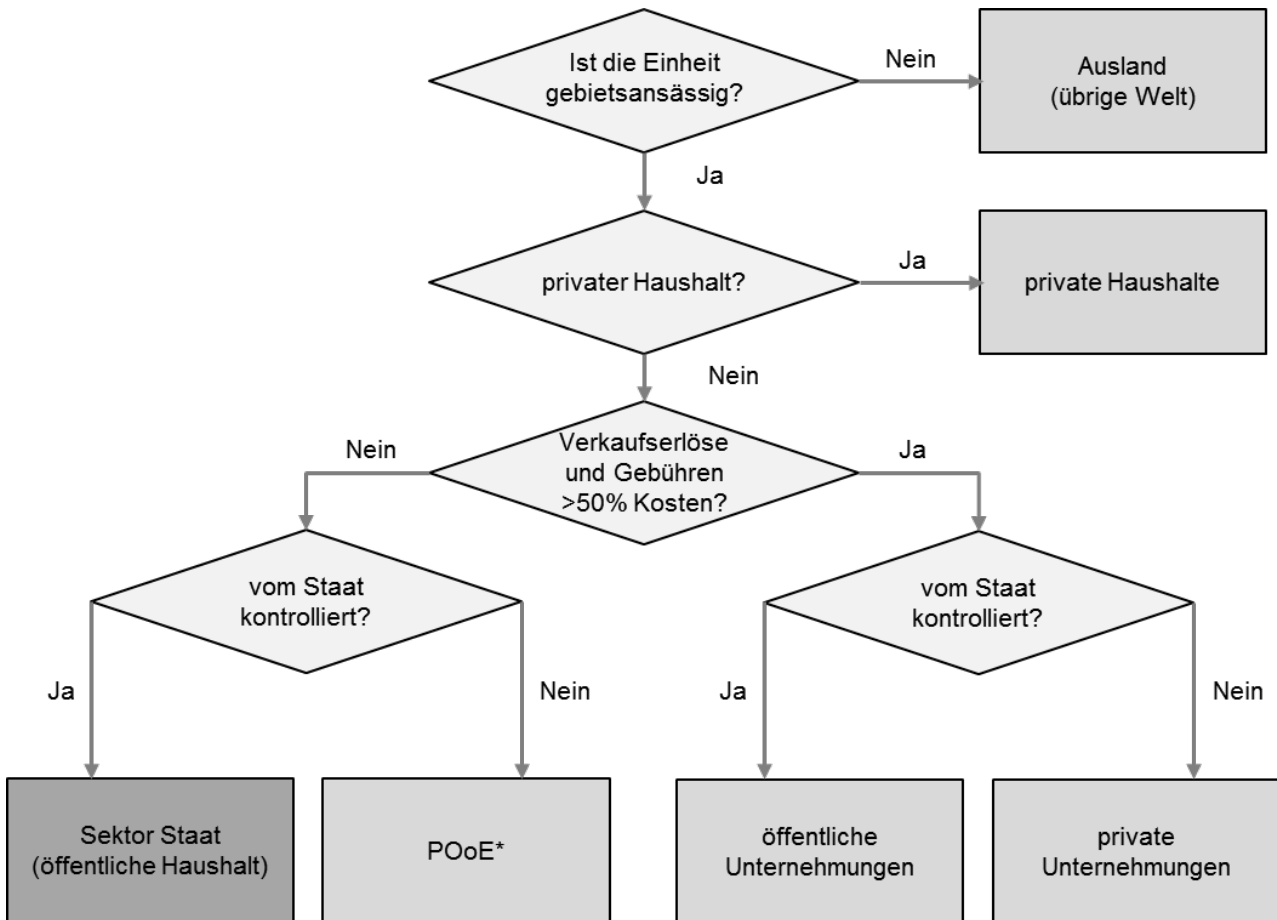 Ist die Einheit
gebietsansässig?
Nein
Ausland
(übrige Welt)
Ja
privater Haushalt?
Ja
private Haushalte
Nein
Verkaufserlöse
und Gebühren
>50% Kosten?
Nein
Ja
vom Staat
kontrolliert?
vom Staat
kontrolliert?
Ja
Nein
Ja
Nein
Sektor Staat
(öffentliche Haushalt)
POoE*
öffentliche
Unternehmungen
private
Unternehmungen